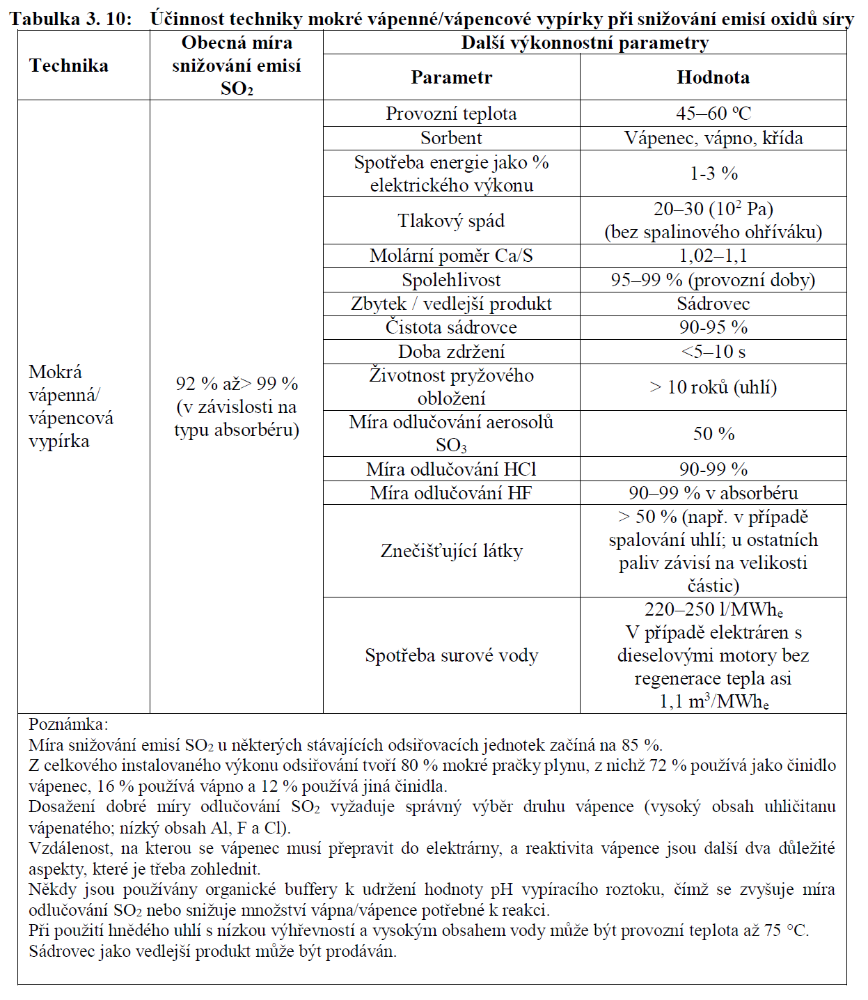 Tabulka 3. 10: Účinnost techniky mokré vápenné/vápencové vypírky při snižování emisí oxidů síry
Technika
Obecná míra
snižování emisí
SO₂
Další výkonnostní parametry
Parametr
Hodnota
Mokrá
vápenná/
vápencová
vypírka
92 % až> 99 %
(v závislosti na
typu absorbéru)
Provozní teplota
45–60 ºC
Sorbent
Vápenec, vápno, křída
Spotřeba energie jako %
elektrického výkonu
1-3 %
Tlakový spád
20–30 (10² Pa)
(bez spalinového ohříváku)
Molární poměr Ca/S
1,02–1,1
Spolehlivost
95–99 % (provozní doby)
Zbytek / vedlejší produkt
Sádrovec
Čistota sádrovce
90-95 %
Doba zdržení
<5–10 s
Životnost pryžového
obložení
> 10 roků (uhlí)
Míra odlučování aerosolů
SO₃
50 %
Míra odlučování HCl
90-99 %
Míra odlučování HF
90–99 % v absorbéru
Znečišťující látky
> 50 % (např. v případě
spalování uhlí; u ostatních
paliv závisí na velikosti
částic)
Spotřeba surové vody
220–250 l/MWhₑ
V případě elektráren s
dieselovými motory bez
regenerace tepla asi
1,1 m³/MWhₑ
Poznámka:
Míra snižování emisí SO₂ u některých stávajících odsiřovacích jednotek začíná na 85 %.
Z celkového instalovaného výkonu odsiřování tvoří 80 % mokré pračky plynu, z nichž 72 % používá jako činidlo
vápenec, 16 % používá vápno a 12 % používá jiná činidla.
Dosažení dobré míry odlučování SO₂ vyžaduje správný výběr druhu vápence (vysoký obsah uhličitanu
vápenatého; nízký obsah Al, F a Cl).
Vzdálenost, na kterou se vápenec musí přepravit do elektrárny, a reaktivita vápence jsou další dva důležité
aspekty, které je třeba zohlednit.
Někdy jsou používány organické buffery k udržení hodnoty pH vypíracího roztoku, čímž se zvyšuje míra
odlučování SO₂ nebo snižuje množství vápna/vápence potřebné k reakci.
Při použití hnědého uhlí s nízkou výhřevností a vysokým obsahem vody může být provozní teplota až 75 °C.
Sádrovec jako vedlejší produkt může být prodáván.